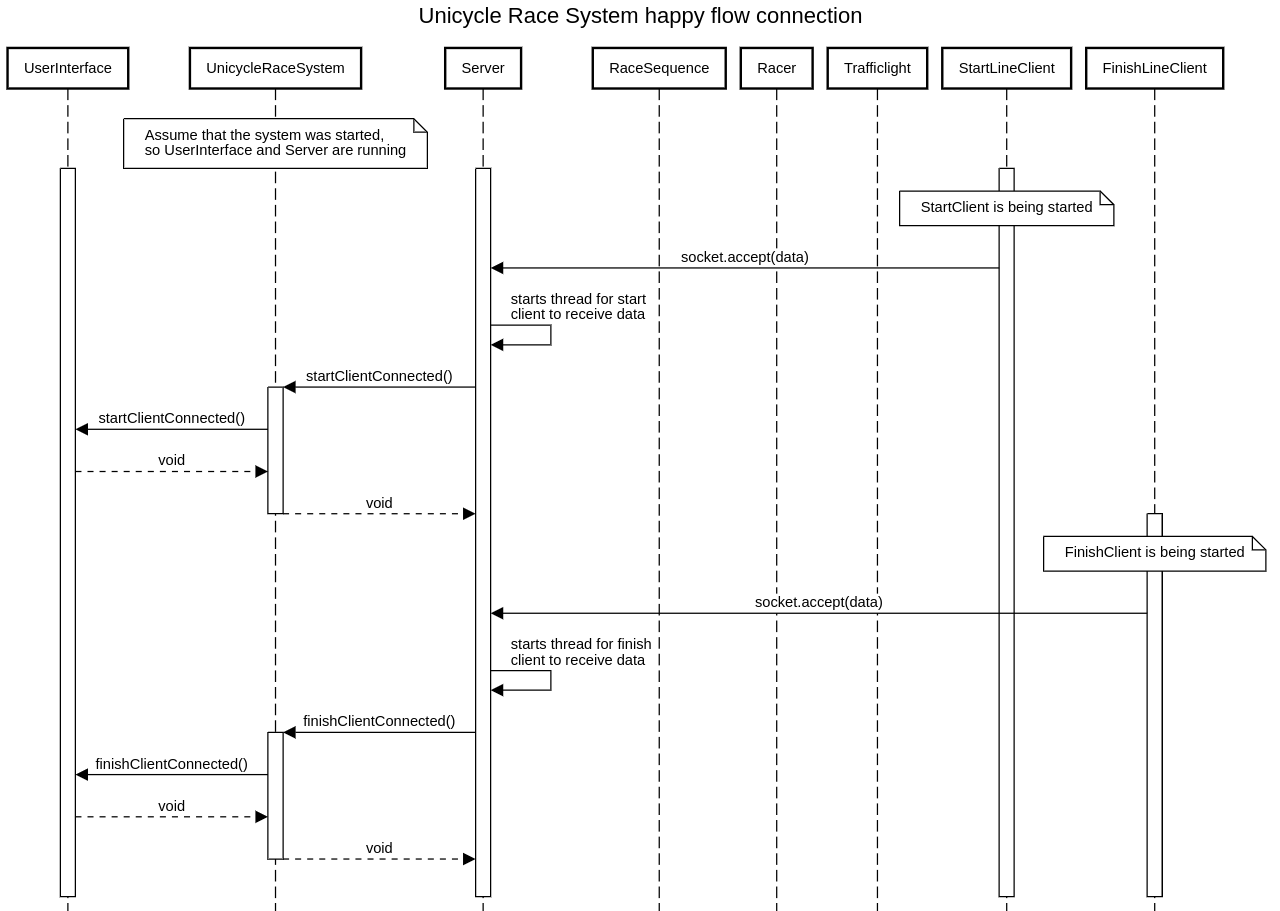 Unicycle Race System happy flow connection
UserInterface
UnicycleRaceSystem
Server
RaceSequence
Racer
Trafficlight
StartLineClient
FinishLineClient
Assume that the system was started,
so UserInterface and Server are running
StartClient is being started
socket.accept(data)
starts thread for start
client to receive data
startClientConnected()
startClientConnected()
void
void
FinishClient is being started
socket.accept(data)
starts thread for finish
client to receive data
finishClientConnected()
finishClientConnected()
void
void